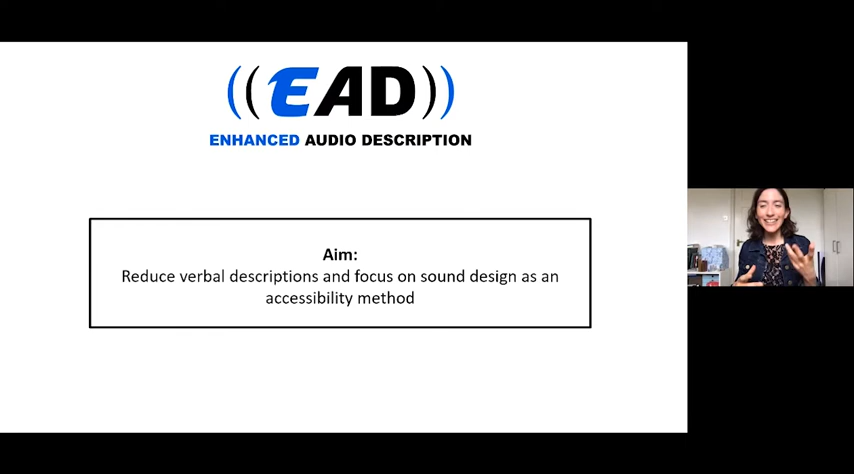 EAD
ENHANCED AUDIO DESCRIPTION
Aim:
Reduce verbal descriptions and focus on sound design as an
accessibility method